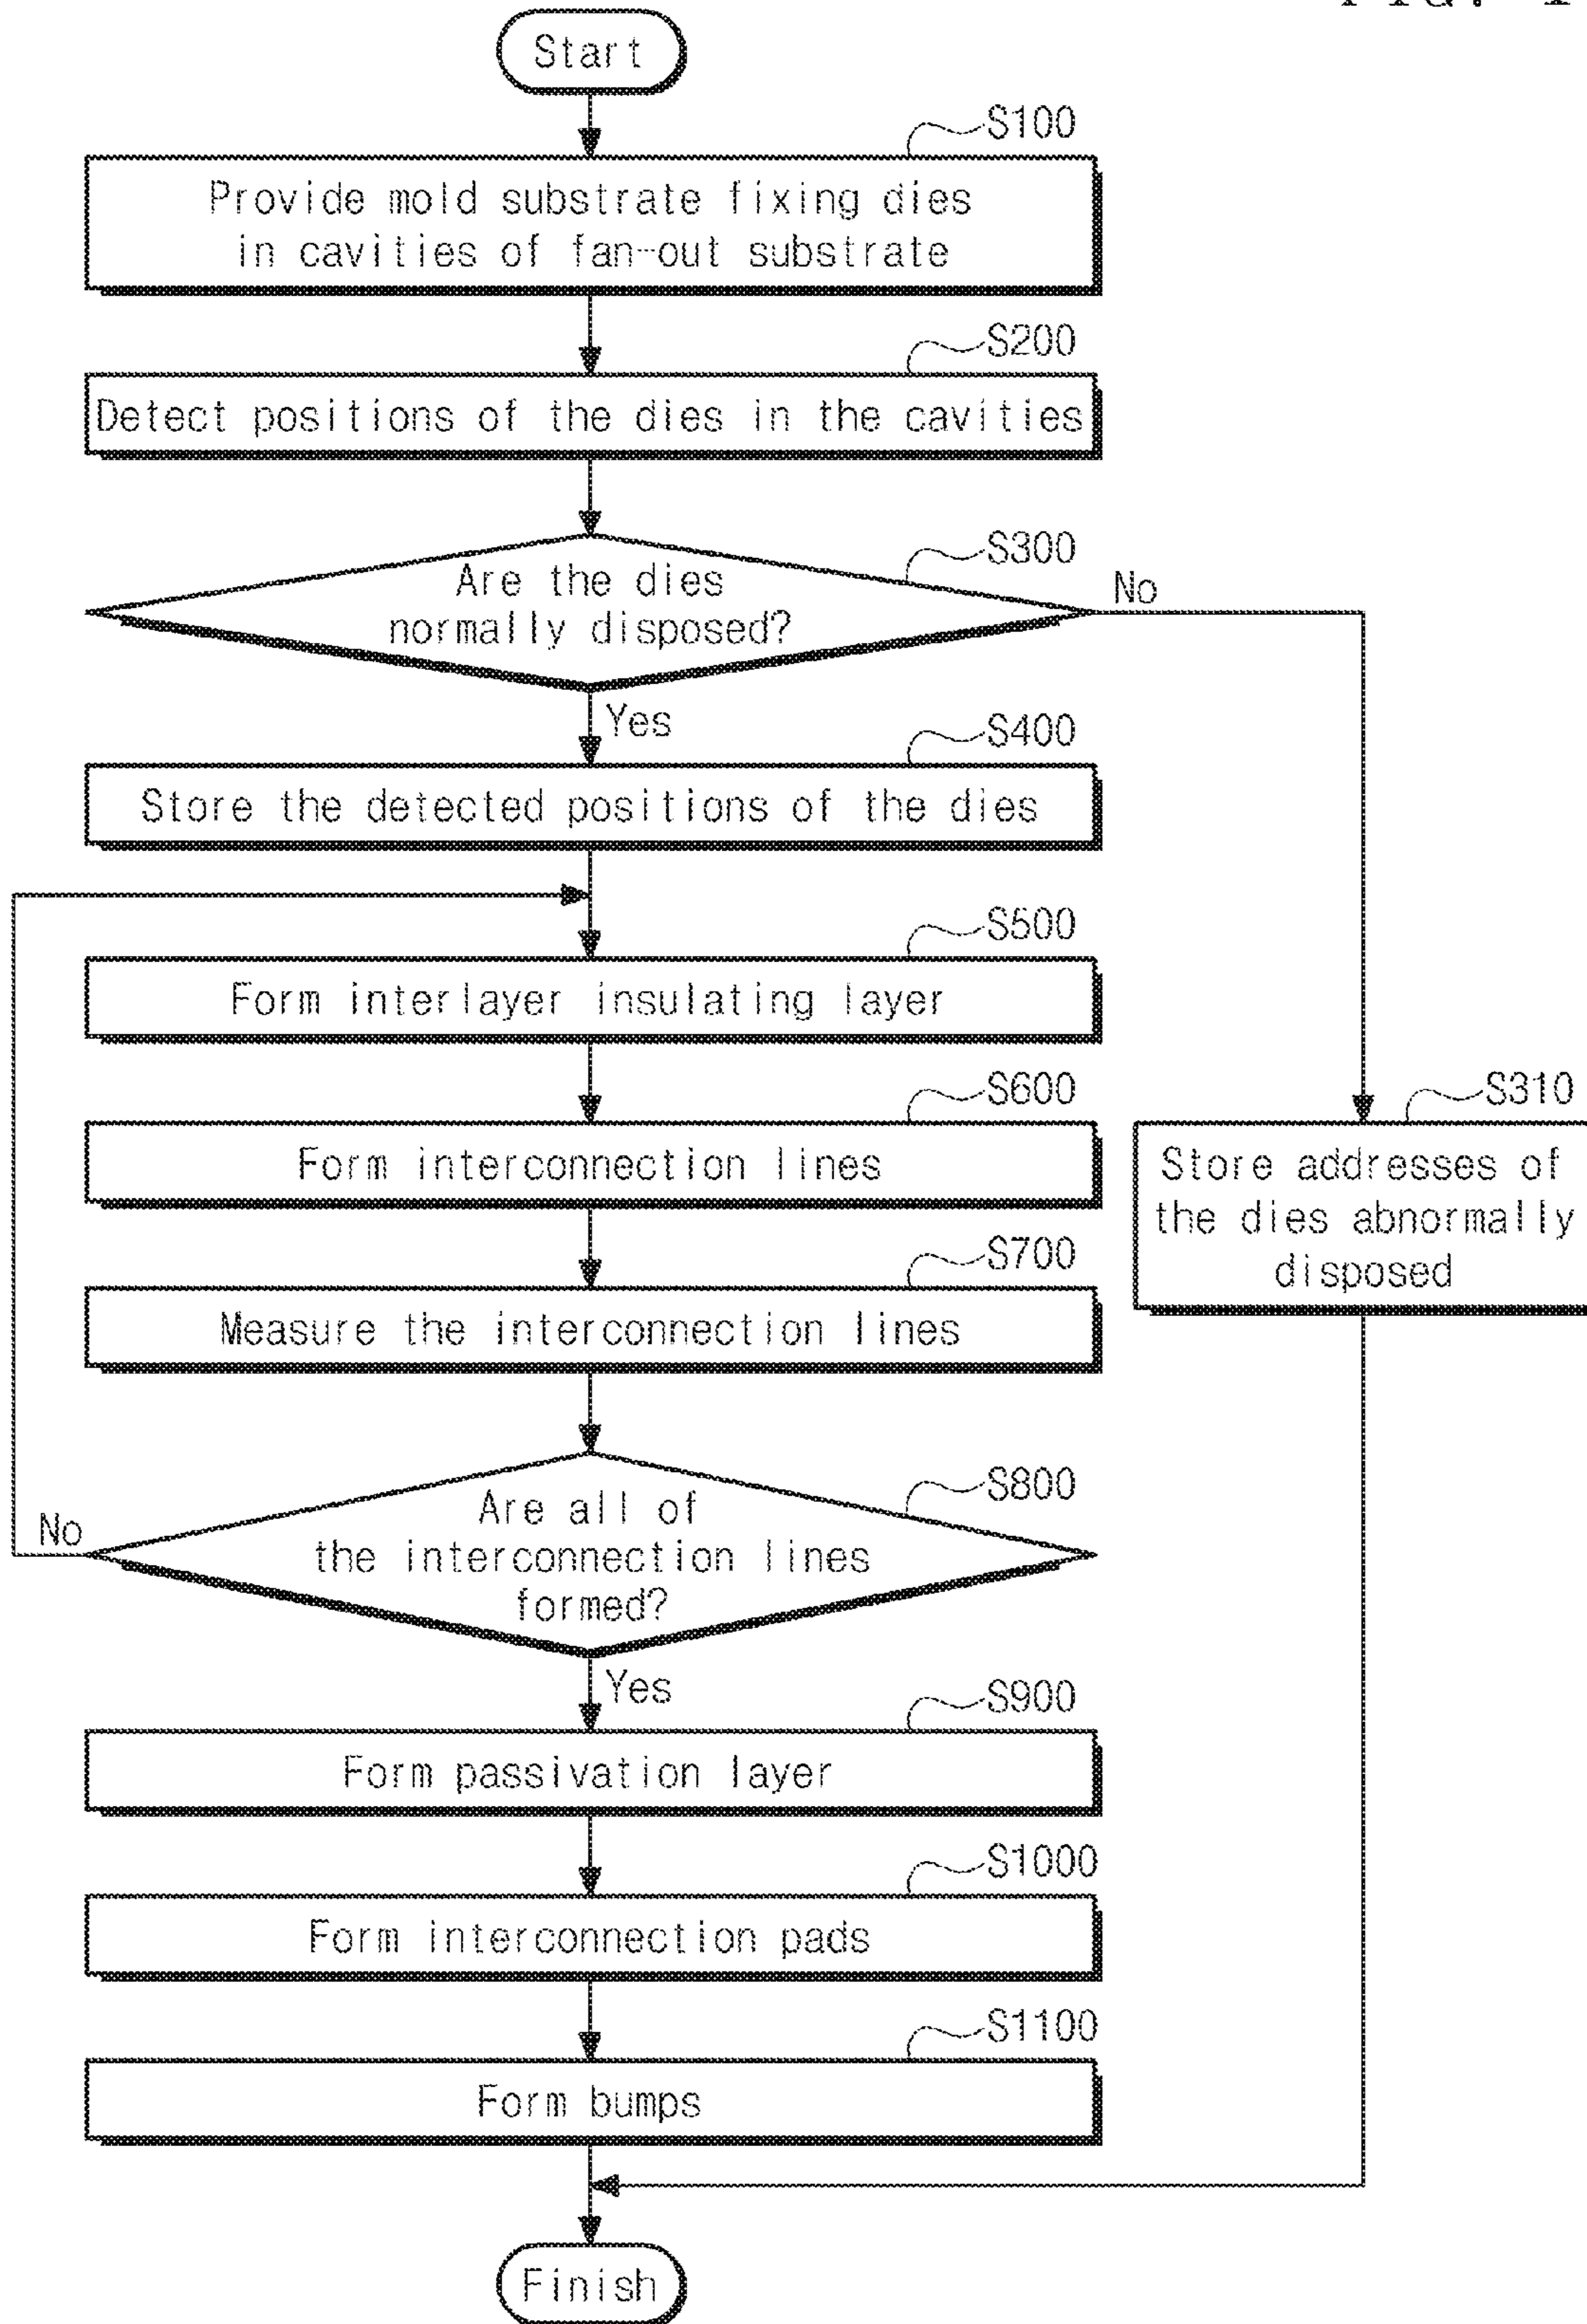 FIG. 1
Start
S100
Provide mold substrate fixing dies
in cavities of fan-out substrate
S200
Detect positions of the dies in the cavities
S300
Are the dies
normally disposed?
No
Yes
S400
Store the detected positions of the dies
S500
Form interlayer insulating layer
S600
Form interconnection lines
S310
Store addresses of
the dies abnormally
disposed
S700
Measure the interconnection lines
S800
Are all of
the interconnection lines
formed?
No
Yes
S900
Form passivation layer
S1000
Form interconnection pads
S1100
Form bumps
Finish